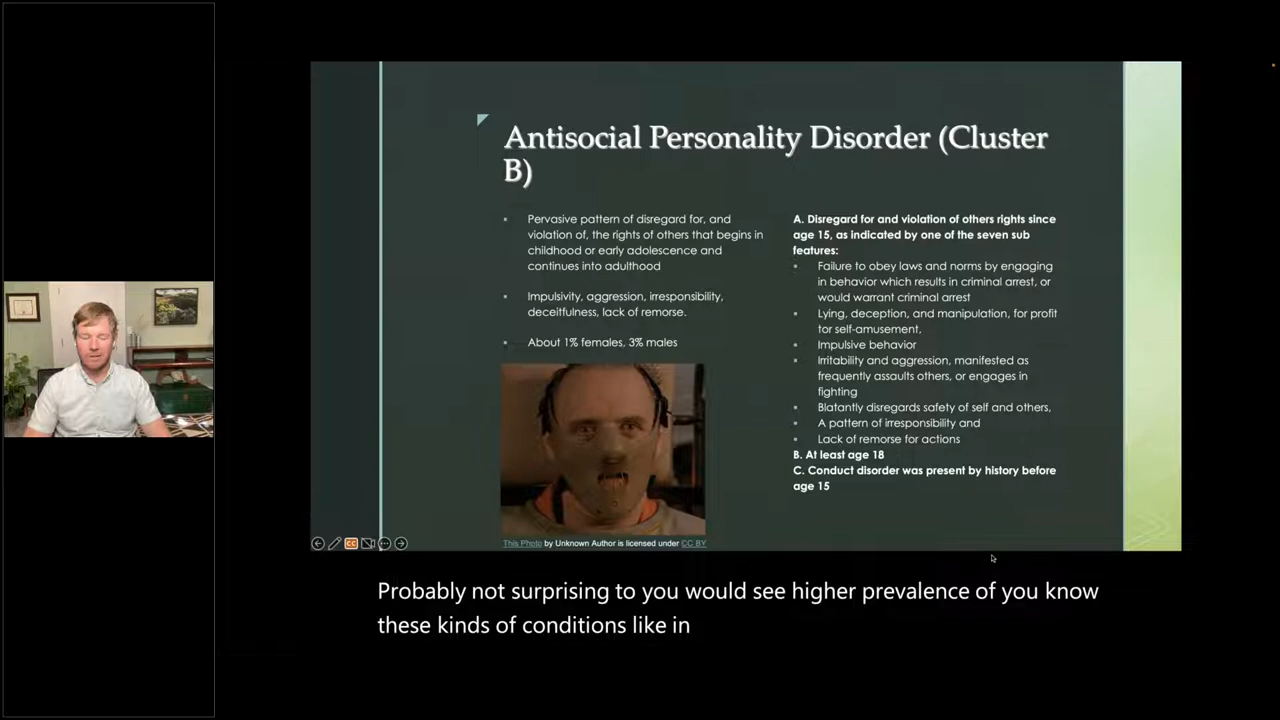 Antisocial Personality Disorder (Cluster
B)
Pervasive pattern of disregard for, and
violation of, the rights of others that begins in
childhood or early adolescence and
continues into adulthood
Impulsivity, aggression, irresponsibility,
deceitfulness, lack of remorse.
About 1% females, 3% males
This Photo by Unknown Author is licensed under CC BY
A. Disregard for and violation of others rights since
age 15, as indicated by one of the seven sub
features:
Failure to obey laws and norms by engaging
in behavior which results in criminal arrest, or
would warrant criminal arrest
Lying, deception, and manipulation, for profit
tor self-amusement,
Impulsive behavior
Irritability and aggression, manifested as
frequently assaults others, or engages in
fighting
Blatantly disregards safety of self and others,
A pattern of irresponsibility and
Lack of remorse for actions
B. At least age 18
C. Conduct disorder was present by history before
age 15
CC
Probably not surprising to you would see higher prevalence of you know
these kinds of conditions like in